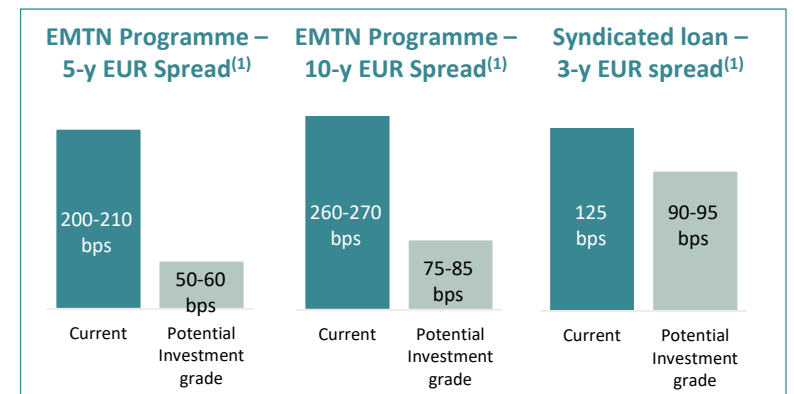 EMTN Programme –
5-y EUR Spread(1)
200-210
bps
50-60
bps
Current
Potential
Investment
grade
EMTN Programme –
10-y EUR Spread(1)
260-270
bps
75-85
bps
Current
Potential
Investment
grade
Syndicated loan –
3-y EUR spread(1)
125
bps
90-95
bps
Current
Potential
Investment
grade